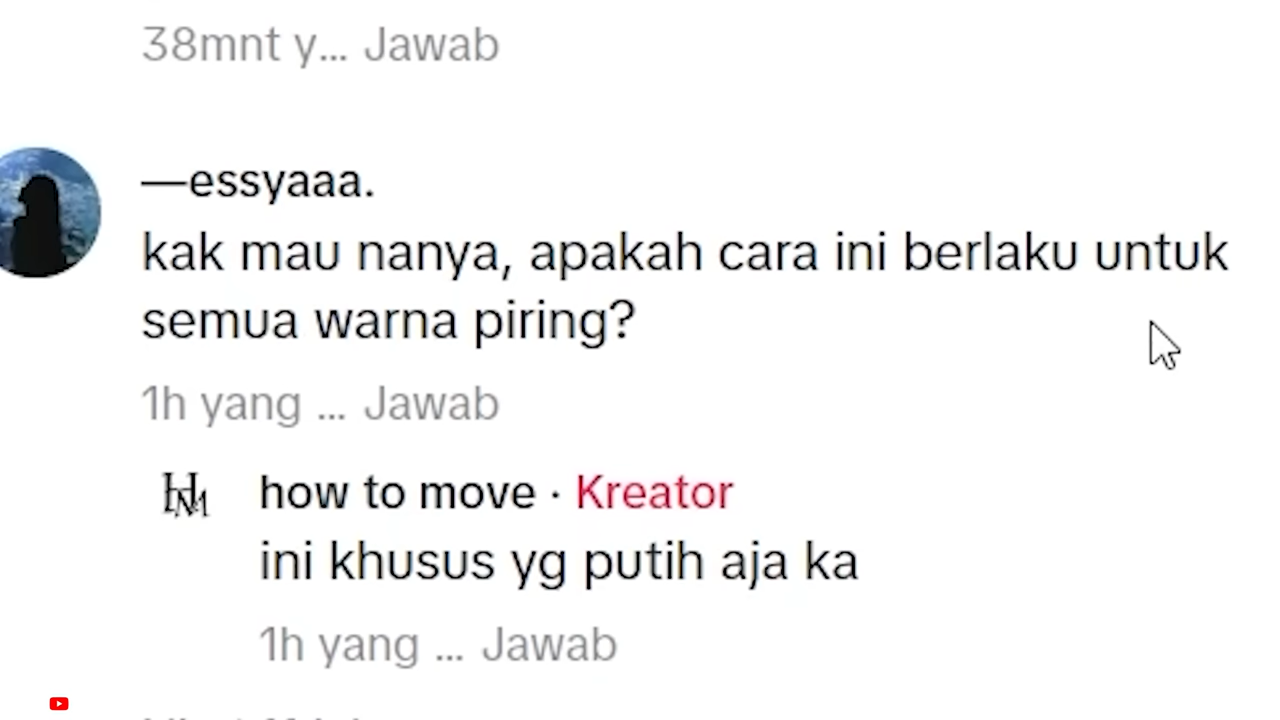 38mnt y... Jawab
—essyaaa.
kak mau nanya, apakah cara ini berlaku untuk
semua warna piring?
1h yang ... Jawab
HM
how to move · Kreator
ini khusus yg putih aja ka
1h yang ... Jawab